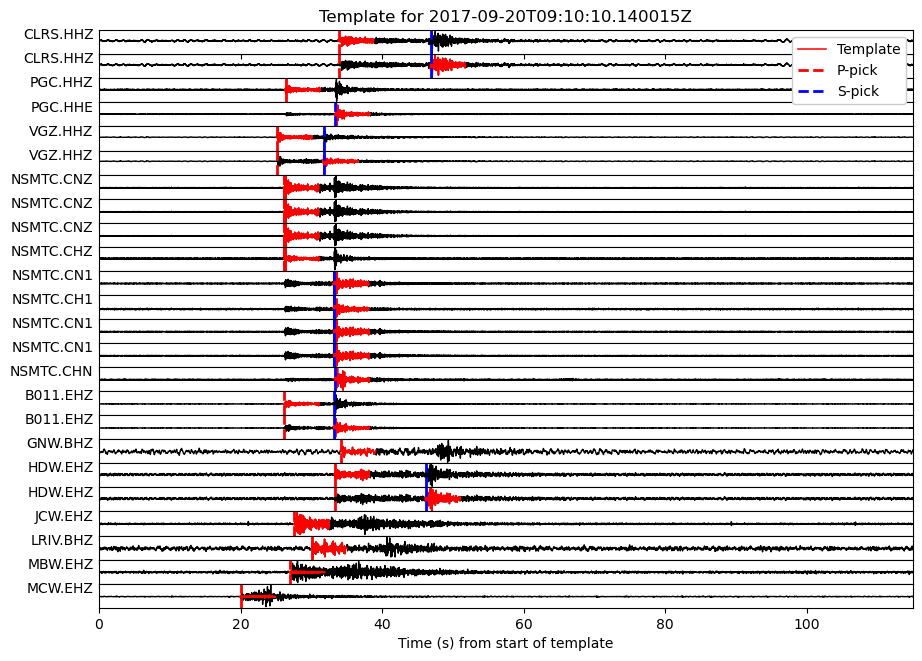 Template for 2017-09-20T09:10:10.140015Z
CLRS.HHZ
CLRS.HHZ
PGC.HHZ
PGC.HHE
VGZ.HHZ
VGZ.HHZ
NSMTC.CNZ
NSMTC.CNZ
NSMTC.CNZ
NSMTC.CHZ
NSMTC.CN1
NSMTC.CH1
NSMTC.CN1
NSMTC.CN1
NSMTC.CHN
B011.EHZ
B011.EHZ
GNW.BHZ
HDW.EHZ
HDW.EHZ
JCW.EHZ
LRIV.BHZ
MBW.EHZ
MCW.EHZ
Template
P-pick
S-pick
0 20 40 60 80 100
Time (s) from start of template